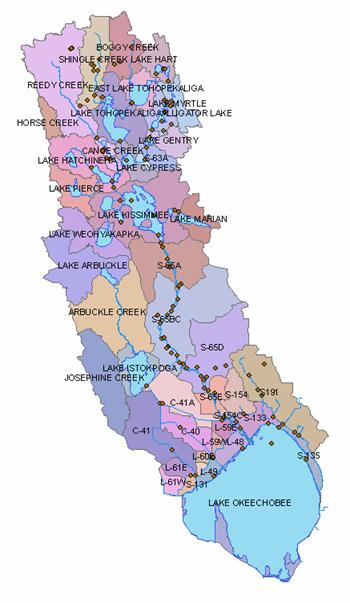 BOGGY CREEK
SHINGLE CREEK LAKE HART
REEDY CREEK
EAST LAKE TOHOPEKALIGA
LAKE MYRTLE
LAKE TOHOPEKALIGA ALLIGATOR LAKE
HORSE CREEK
LAKE GENTRY
CANOE CREEK
LAKE HATCHINEHA
S-63A
LAKE CYPRESS
LAKE PIERCE
LAKE KISSIMMEE
LAKE MARIAN
LAKE WEOHYAKAPKA
LAKE ARBUCKLE
S-65A
ARBUCKLE CREEK
S-65BC
S-65D
LAKE ISTOKPOGA
JOSEPHINE CREEK
S-65E
S-154
S191
C-41A
S-154C
S-133
C-41
C-40
L-59E
L-59W
L-48
L-60E
S-135
L-61E
L-49
L-61W
S-131
LAKE OKEECHOBEE